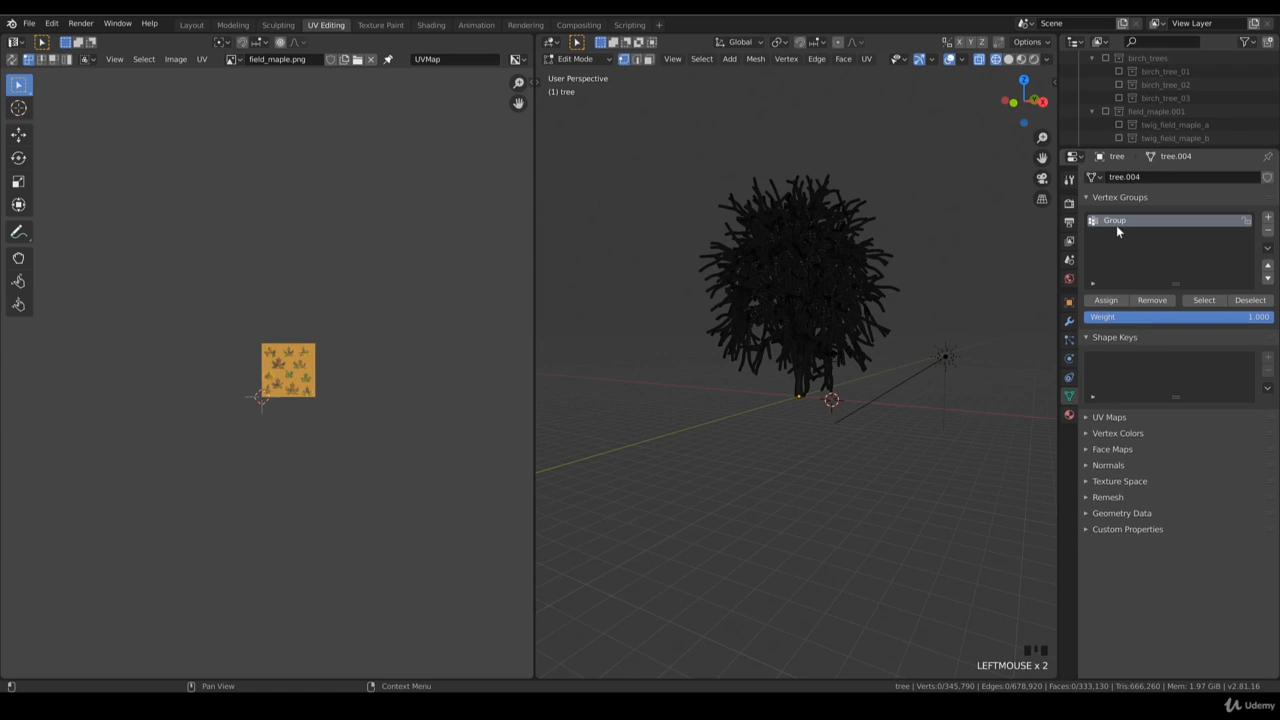 File Edit Render Window Help Layout Modeling Sculpting UV Editing Texture Paint Shading Animation Rendering Compositing Scripting + Scene View Layer
Global Options
View Select Image UV field_maple.png UVMap Edit Mode View Select Add Mesh Vertex Edge Face UV
birch_trees
birch_tree_01
birch_tree_02
birch_tree_03
field_maple.001
twig_field_maple_a
twig_field_maple_b
User Perspective
(1) tree
Z
Y
X
tree tree.004
tree.004
Vertex Groups
Group
Assign Remove Select Deselect
Weight 1.000
Shape Keys
UV Maps
Vertex Colors
Face Maps
Normals
Texture Space
Remesh
Geometry Data
Custom Properties
LEFTMOUSE x 2
Pan View Context Menu tree | Verts:0/345,790 | Edges:0/678,920 | Faces:0/333,130 | Tris:666,260 | Mem: 1.97 GiB | v2.81.16
Udemy